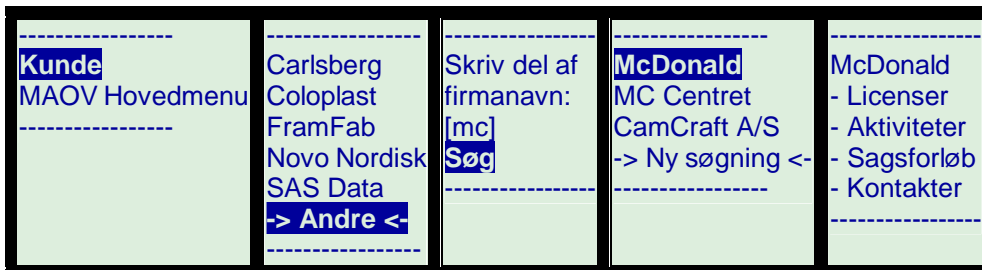 -----------------
Kunde
MAOV Hovedmenu
-----------------
-----------------
Carlsberg
Coloplast
FramFab
Novo Nordisk
SAS Data
-> Andre <-
-----------------
-----------------
Skriv del af
firmanavn:
[mc]
Søg
-----------------
-----------------
McDonald
MC Centret
CamCraft A/S
-> Ny søgning <-
-----------------
-----------------
McDonald
- Licenser
- Aktiviteter
- Sagsforløb
- Kontakter
-----------------